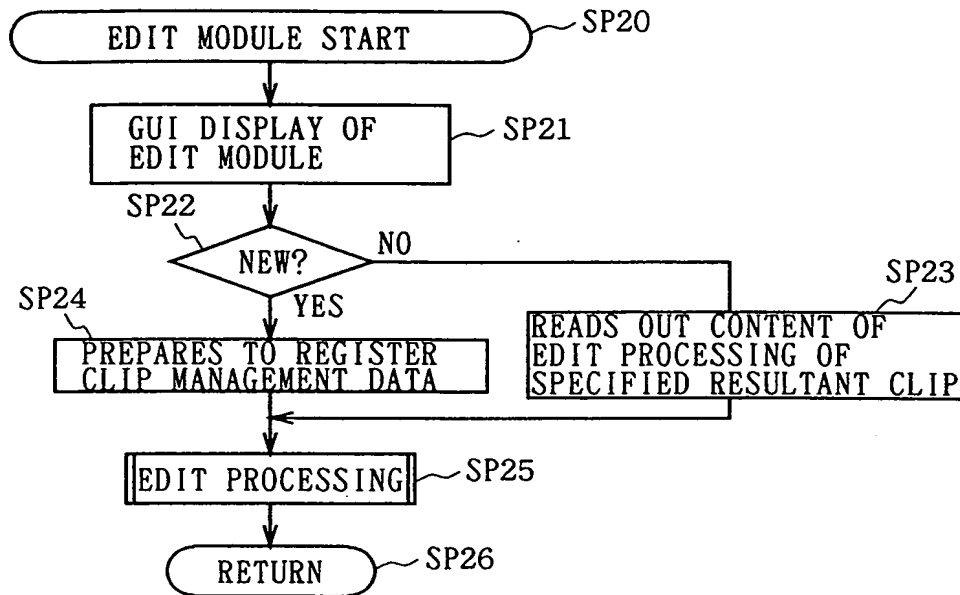 EDIT MODULE START
SP20
GUI DISPLAY OF
EDIT MODULE
SP21
SP22
NEW?
NO
YES
SP24
PREPARES TO REGISTER
CLIP MANAGEMENT DATA
SP23
READS OUT CONTENT OF
EDIT PROCESSING OF
SPECIFIED RESULTANT CLIP
EDIT PROCESSING
SP25
RETURN
SP26